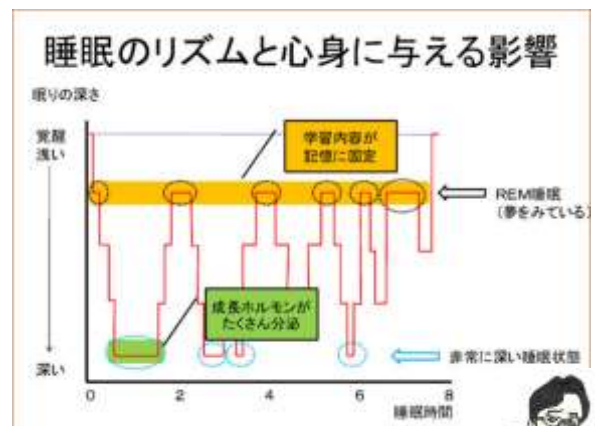 睡眠のリズムと心身に与える影響
眠りの深さ
覚醒
浅い
学習内容が
記憶に固定
REM睡眠
(夢をみている)
成長ホルモンが
たくさん分泌
非常に深い睡眠状態
深い
0 2 4 6 8
睡眠時間